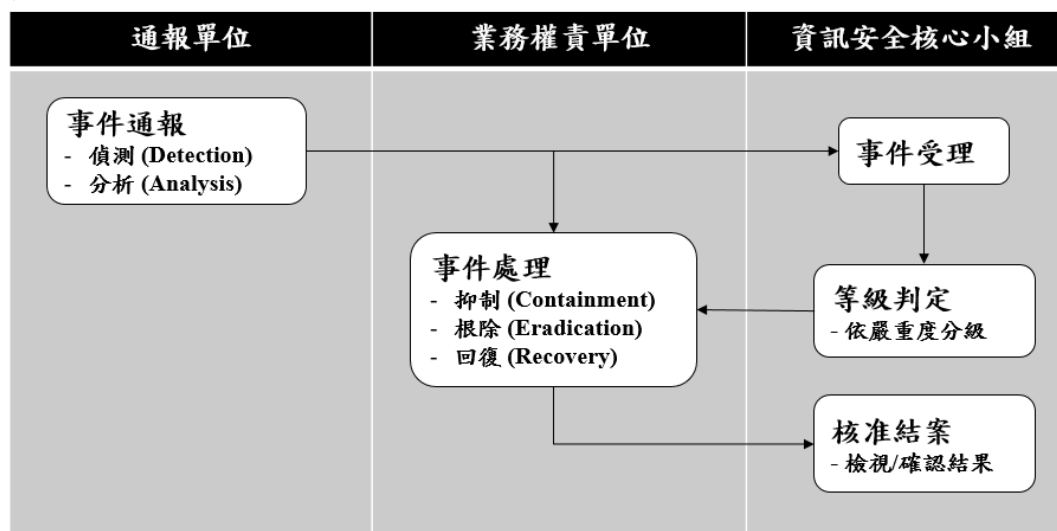 通報單位
業務權責單位
資訊安全核心小組
事件通報
- 偵測 (Detection)
- 分析 (Analysis)
事件受理
事件處理
- 抑制 (Containment)
- 根除 (Eradication)
- 回復 (Recovery)
等級判定
- 依嚴重度分級
核准結案
- 檢視/確認結果